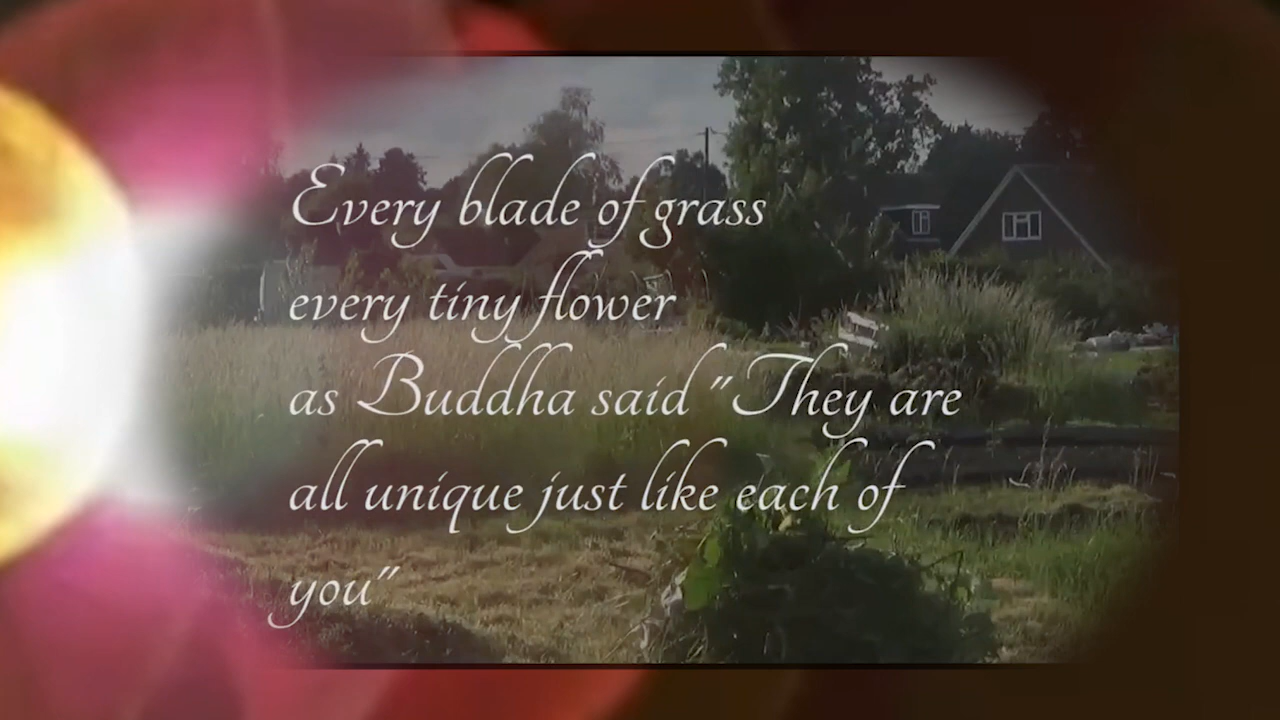 Every blade of grass
every tiny flower
as Buddha said "They are
all unique just like each of
you"